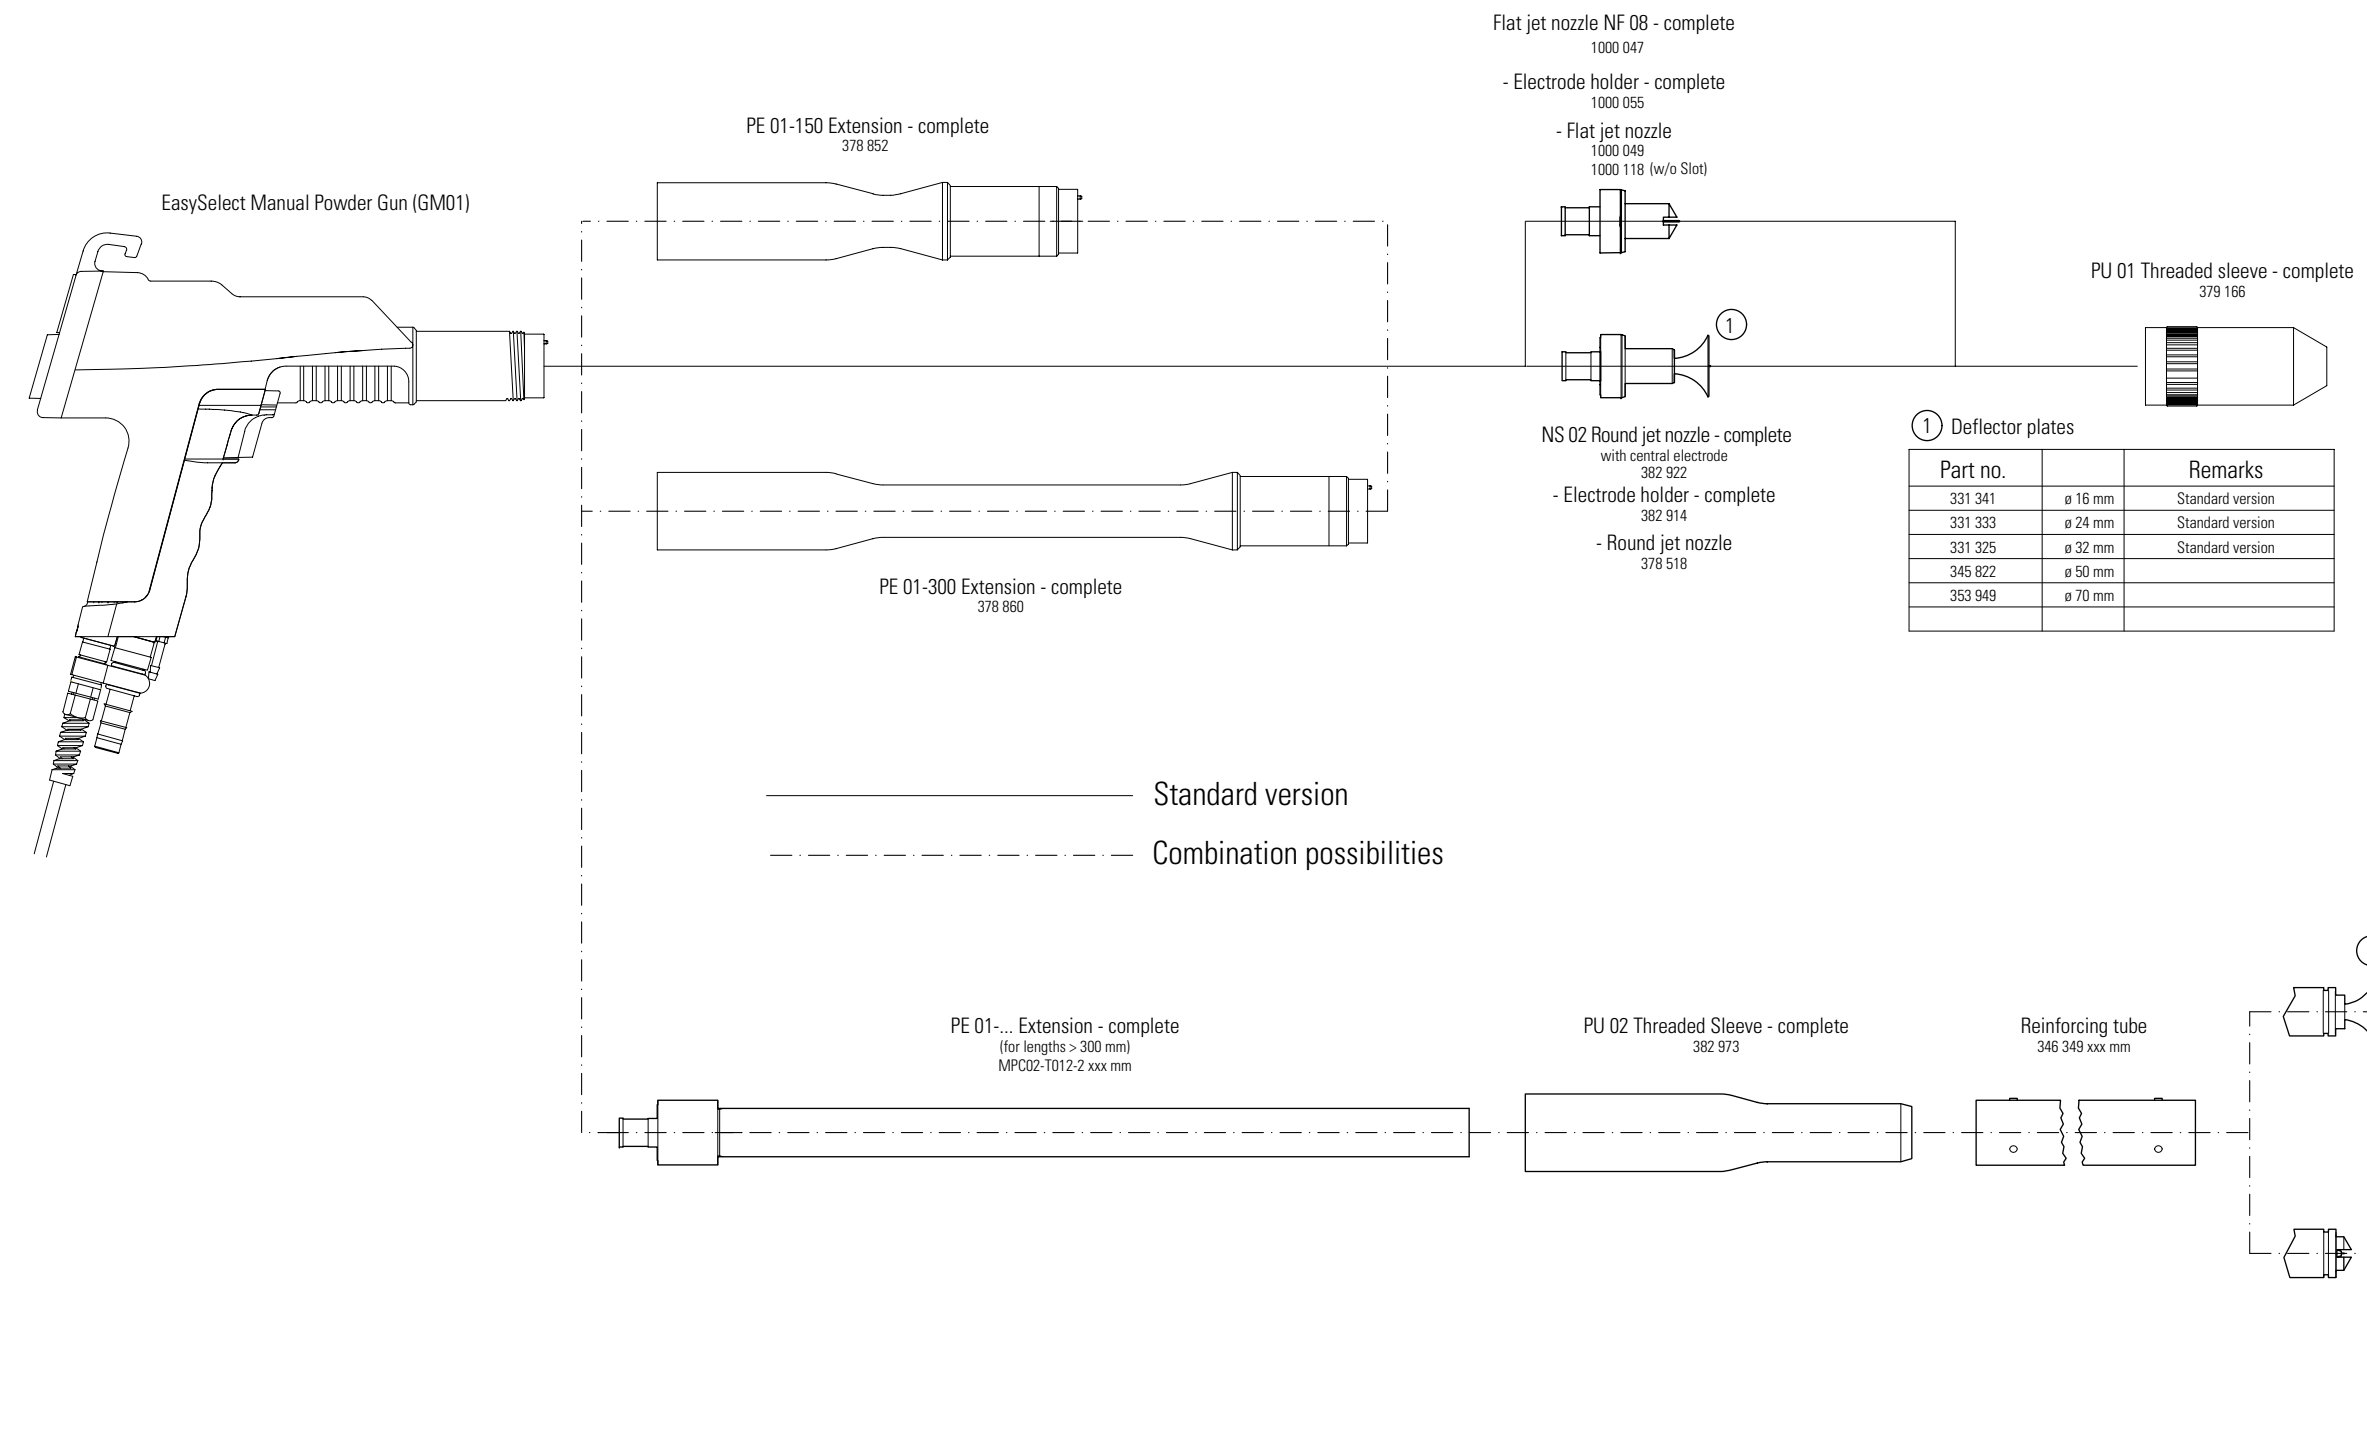 Flat jet nozzle NF 08 - complete
1000 047
- Electrode holder - complete
1000 055
- Flat jet nozzle
1000 049
1000 118 (w/o Slot)
PE 01-150 Extension - complete
378 852
EasySelect Manual Powder Gun (GM01)
PU 01 Threaded sleeve - complete
379 166
1
NS 02 Round jet nozzle - complete
with central electrode
382 922
- Electrode holder - complete
382 914
- Round jet nozzle
378 518
1 Deflector plates
Part no. Remarks
331 341 ø 16 mm Standard version
331 333 ø 24 mm Standard version
331 325 ø 32 mm Standard version
345 822 ø 50 mm
353 949 ø 70 mm
PE 01-300 Extension - complete
378 860
Standard version
Combination possibilities
PE 01-... Extension - complete
(for lengths > 300 mm)
MPC02-T012-2 xxx mm
PU 02 Threaded Sleeve - complete
382 973
Reinforcing tube
346 349 xxx mm